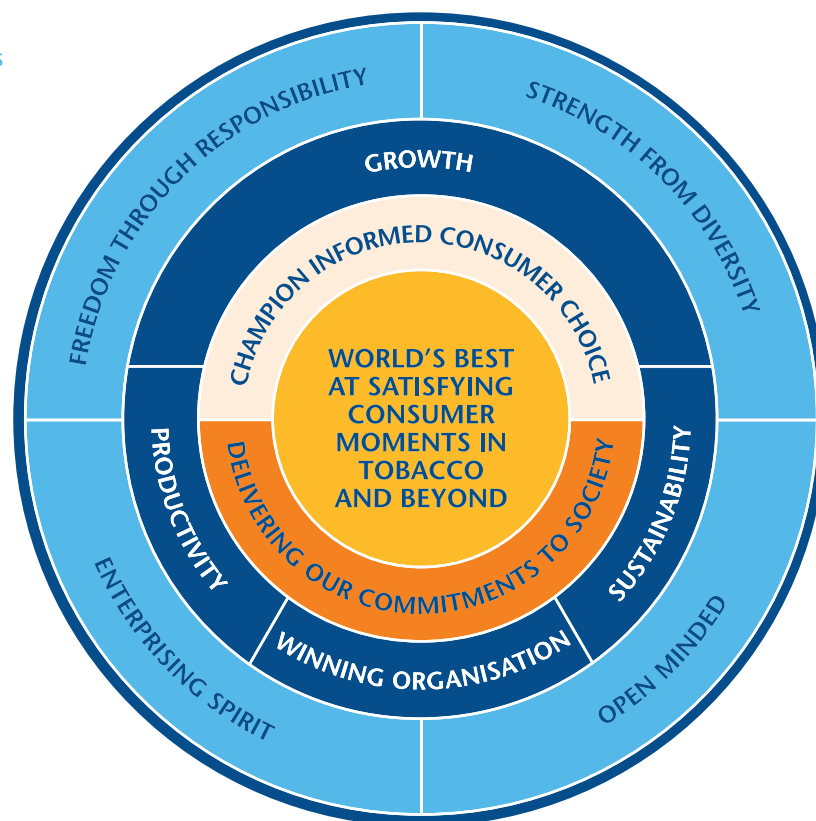 S
FREEDOM THROUGH RESPONSIBILITY
STRENGTH FROM DIVERSITY
GROWTH
CHAMPION INFORMED CONSUMER CHOICE
WORLD'S BEST
AT SATISFYING
CONSUMER
MOMENTS IN
TOBACCO
AND BEYOND
DELIVERING OUR COMMITMENTS TO SOCIETY
PRODUCTIVITY
SUSTAINABILITY
WINNING ORGANISATION
ENTERPRISING SPIRIT
OPEN MINDED